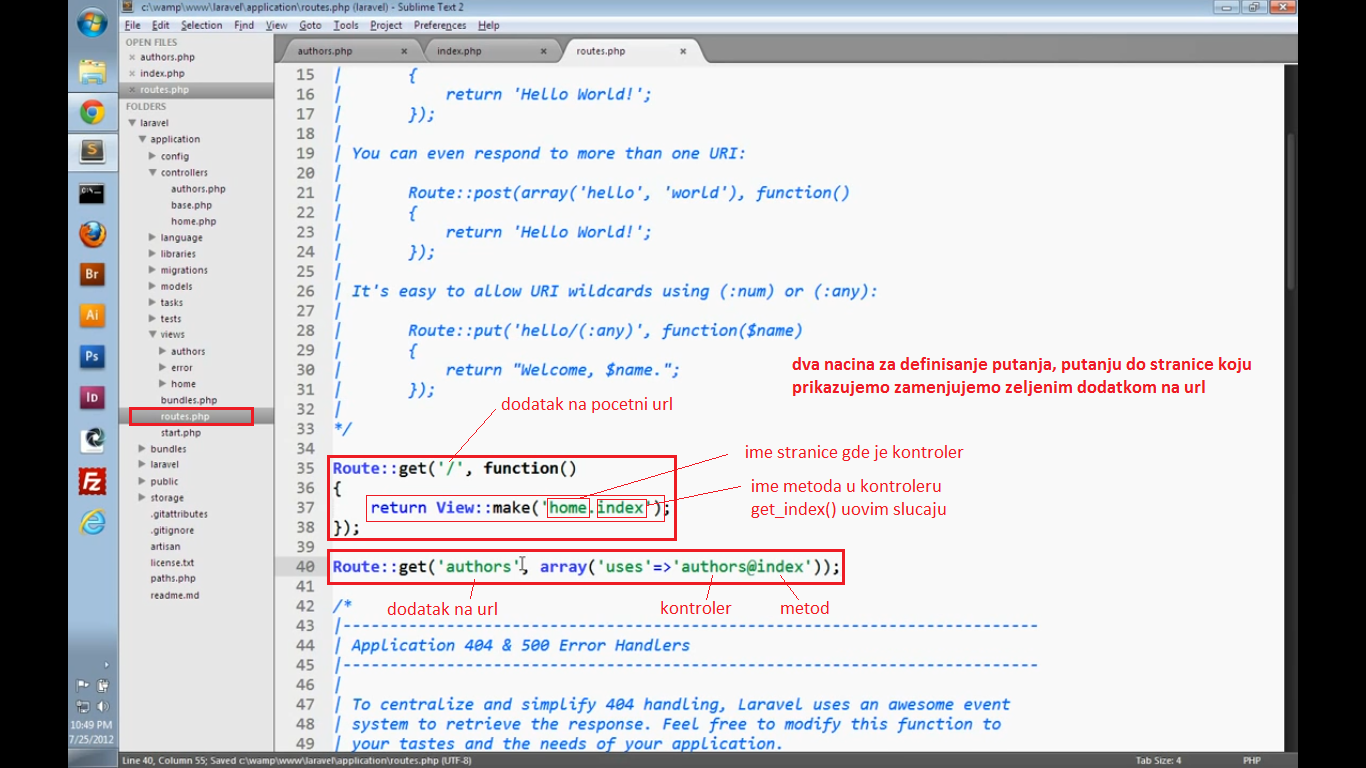 c:\wamp\www\laravel\application\routes.php (laravel) - Sublime Text 2
File Edit Selection Find View Goto Tools Project Preferences Help
OPEN FILES
authors.php
index.php
routes.php
FOLDERS
laravel
application
config
controllers
authors.php
base.php
home.php
language
libraries
migrations
models
tasks
tests
views
authors
error
home
bundles.php
routes.php
start.php
bundles
laravel
public
storage
.gitattributes
.gitignore
artisan
license.txt
paths.php
readme.md
authors.php index.php routes.php
15 | {
16 | return 'Hello World!';
17 | });
18 |
19 | You can even respond to more than one URI:
20 |
21 | Route::post(array('hello', 'world'), function()
22 | {
23 | return 'Hello World!';
24 | });
25 |
26 | It's easy to allow URI wildcards using (:num) or (:any):
27 |
28 | Route::put('hello/(:any)', function($name)
29 | {
30 | return "Welcome, $name.";
31 | });
32 |
33 */
34
35 Route::get('/', function()
36 {
37 return View::make('home.index');
38 });
39
40 Route::get('authors', array('uses'=>'authors@index'));
41
42 /*
43 |--------------------------------------------------------------------------
44 | Application 404 & 500 Error Handlers
45 |--------------------------------------------------------------------------
46 |
47 | To centralize and simplify 404 handling, Laravel uses an awesome event
48 | system to retrieve the response. Feel free to modify this function to
49 | your tastes and the needs of your application.
dva nacina za definisanje putanja, putanju do stranice koju
prikazujemo zamenjujemo zeljenim dodatkom na url
dodatak na pocetni url
ime stranice gde je kontroler
ime metoda u kontroleru
get_index() uovim slucaju
dodatak na url
kontroler
metod
Br
Ai
Ps
Id
Fz
10:49 PM
7/25/2012
Line 40, Column 55; Saved c:\wamp\www\laravel\application\routes.php (UTF-8)
Tab Size: 4
PHP